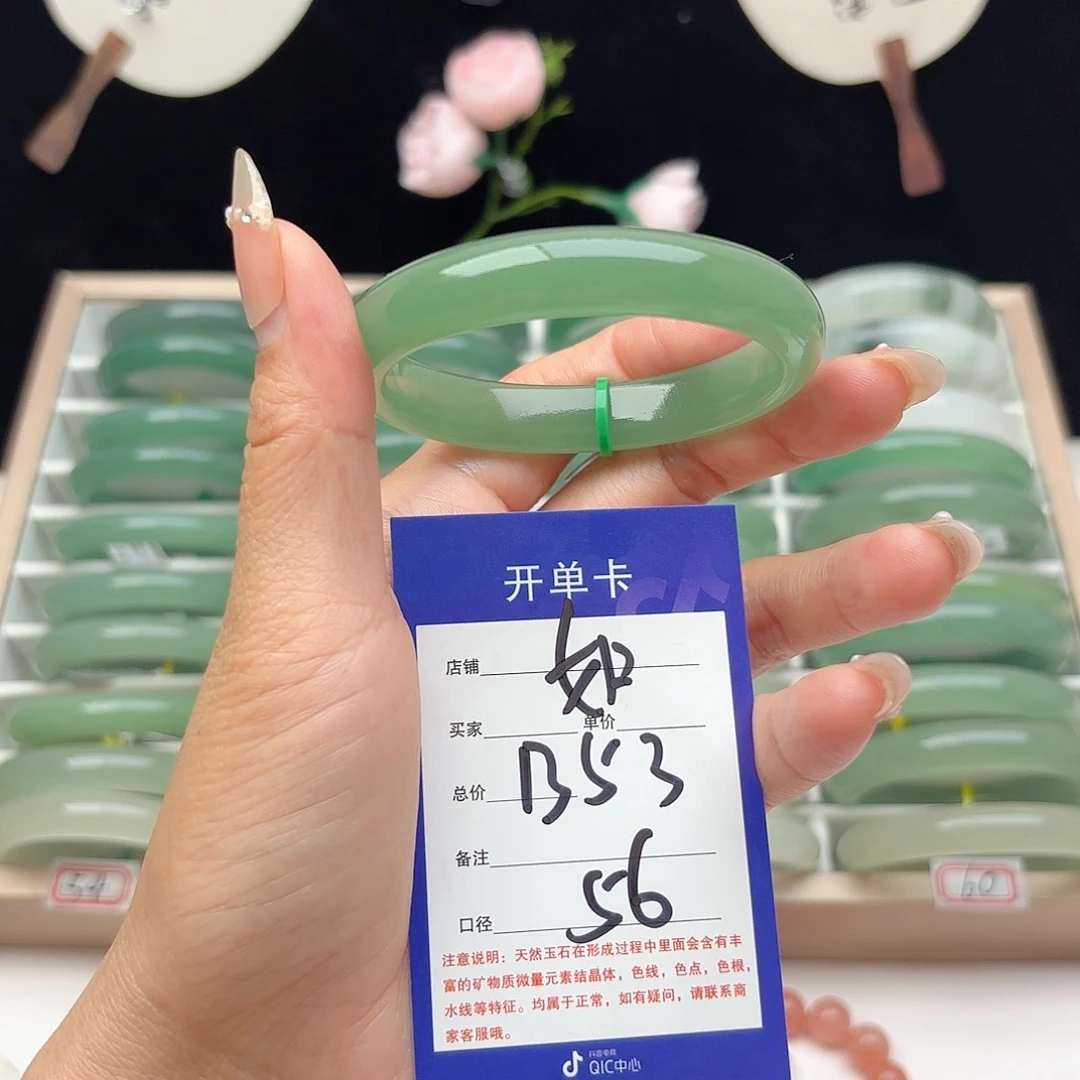 开单卡
店铺 如
买家 单价
总价 B53
备注
口径 56
注意说明：天然玉石在形成过程中里面会含有丰
富的矿物质微量元素结晶体，色线，色点，色根，
水线等特征。均属于正常，如有疑问，请联系商
家客服哦。
抖音电商
QIC中心
54
60